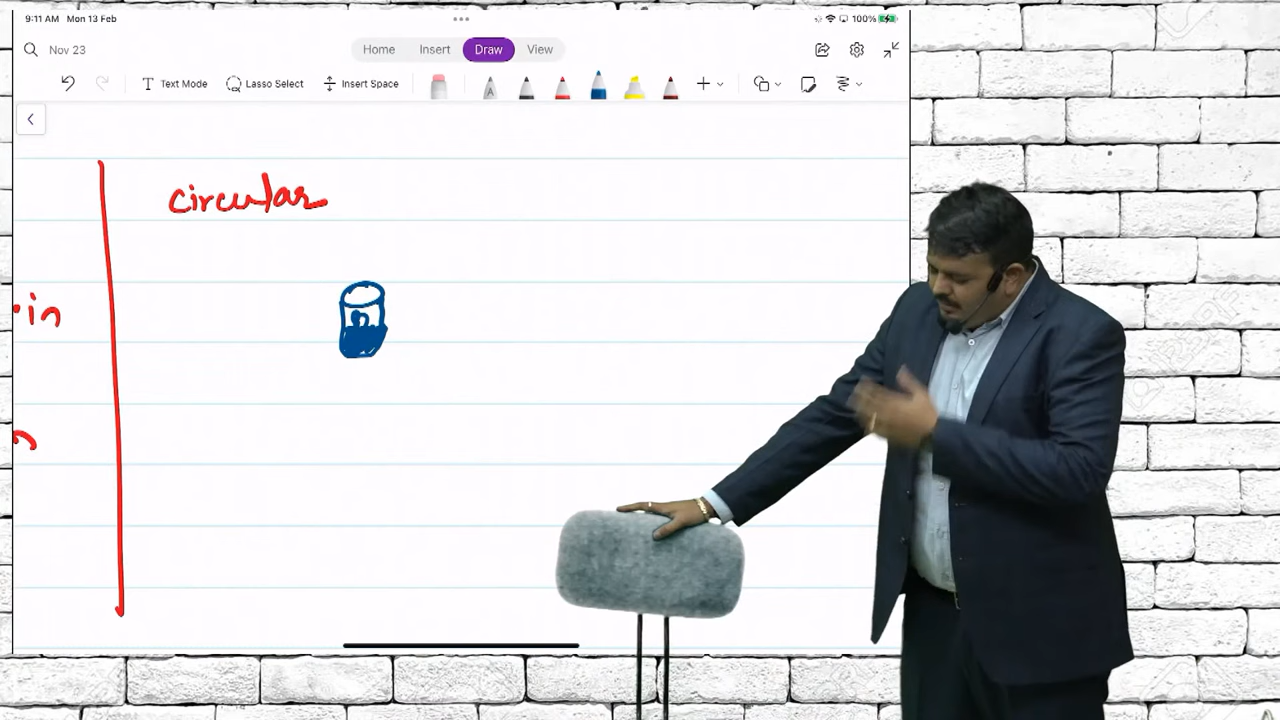 9:11 AM Mon 13 Feb
100%
Nov 23
Home Insert Draw View
Text Mode Lasso Select Insert Space
A
circular